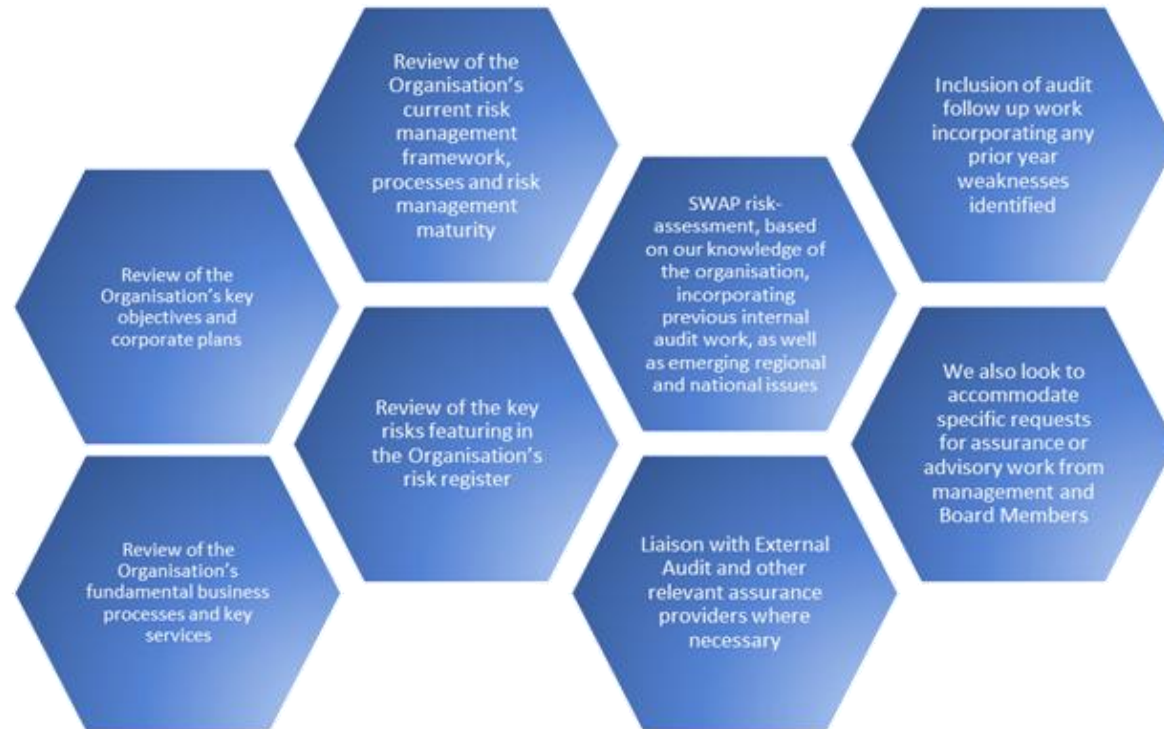 Review of the
Organisation's
current risk
management
framework,
processes and risk
management
maturity
Inclusion of audit
follow up work
incorporating any
prior year
weaknesses
identified
Review of the
Organisation's key
objectives and
corporate plans
SWAP risk-
assessment, based
on our knowledge of
the organisation,
incorporating
previous internal
audit work, as well
as emerging regional
and national issues
Review of the key
risks featuring in
the Organisation's
risk register
We also look to
accommodate
specific requests
for assurance or
advisory work from
management and
Board Members
Review of the
Organisation's
fundamental business
processes and key
services
Liaison with External
Audit and other
relevant assurance
providers where
necessary